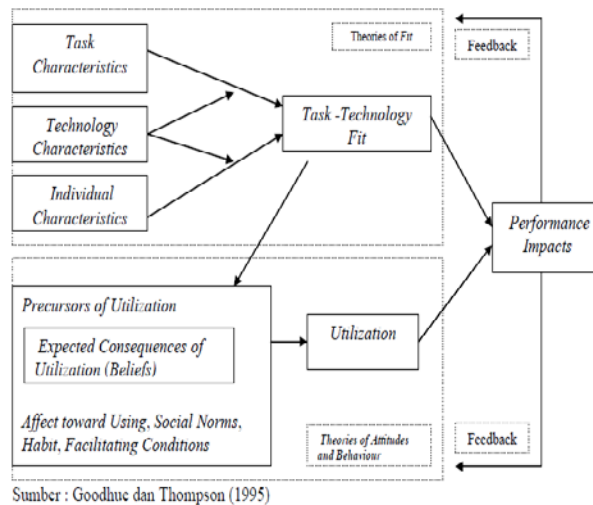 Task
Characteristics
Theories of Fit
Feedback
Technology
Characteristics
Task -Technology
Fit
Individual
Characteristics
Performance
Impacts
Precursors of Utilization
Expected Consequences of
Utilization (Beliefs)
Utilization
Affect toward Using, Social Norms,
Habit, Facilitating Conditions
Theories of Attitudes
and Behaviour
Feedback
Sumber : Goodhue dan Thompson (1995)